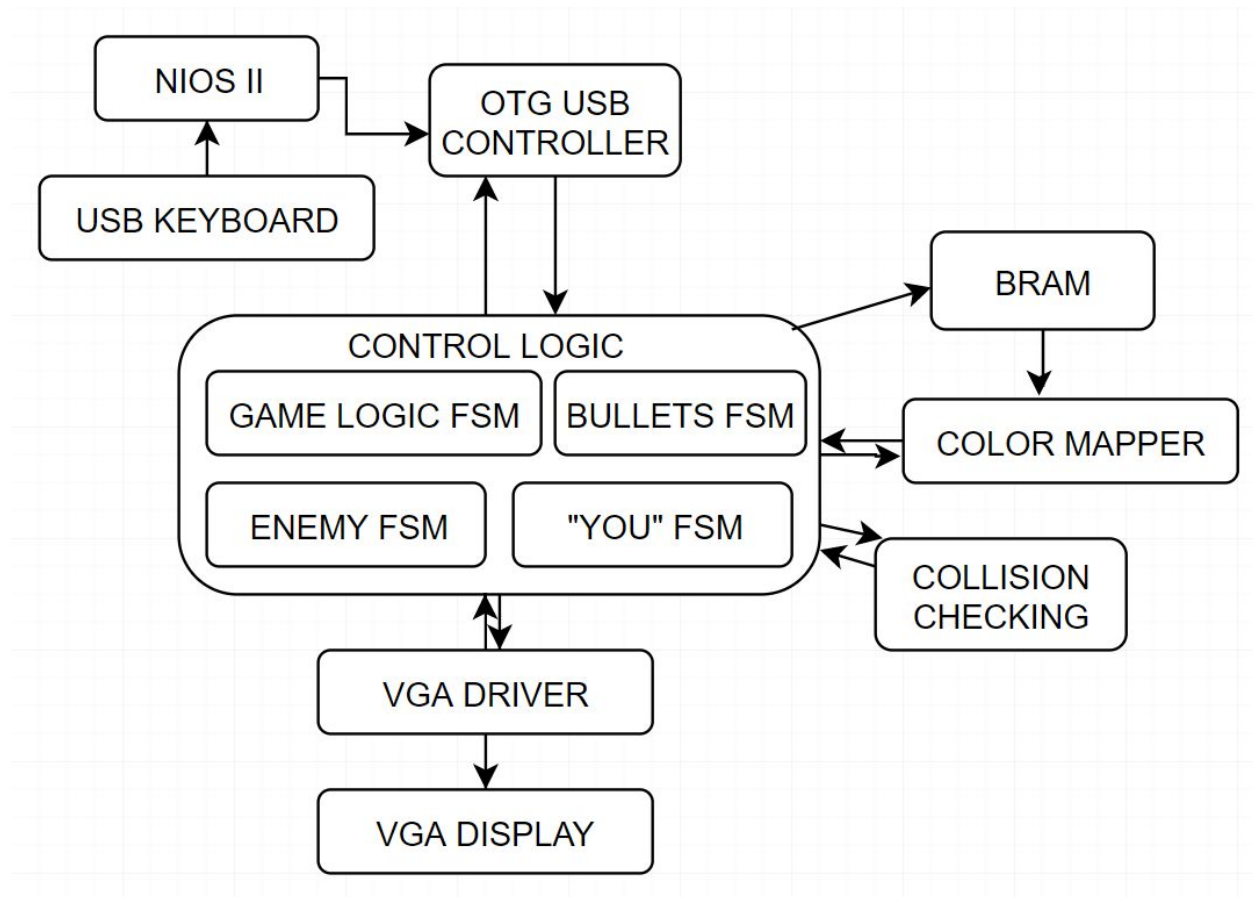 NIOS II
OTG USB
CONTROLLER
USB KEYBOARD
BRAM
CONTROL LOGIC
GAME LOGIC FSM
BULLETS FSM
COLOR MAPPER
ENEMY FSM
"YOU" FSM
COLLISION
CHECKING
VGA DRIVER
VGA DISPLAY